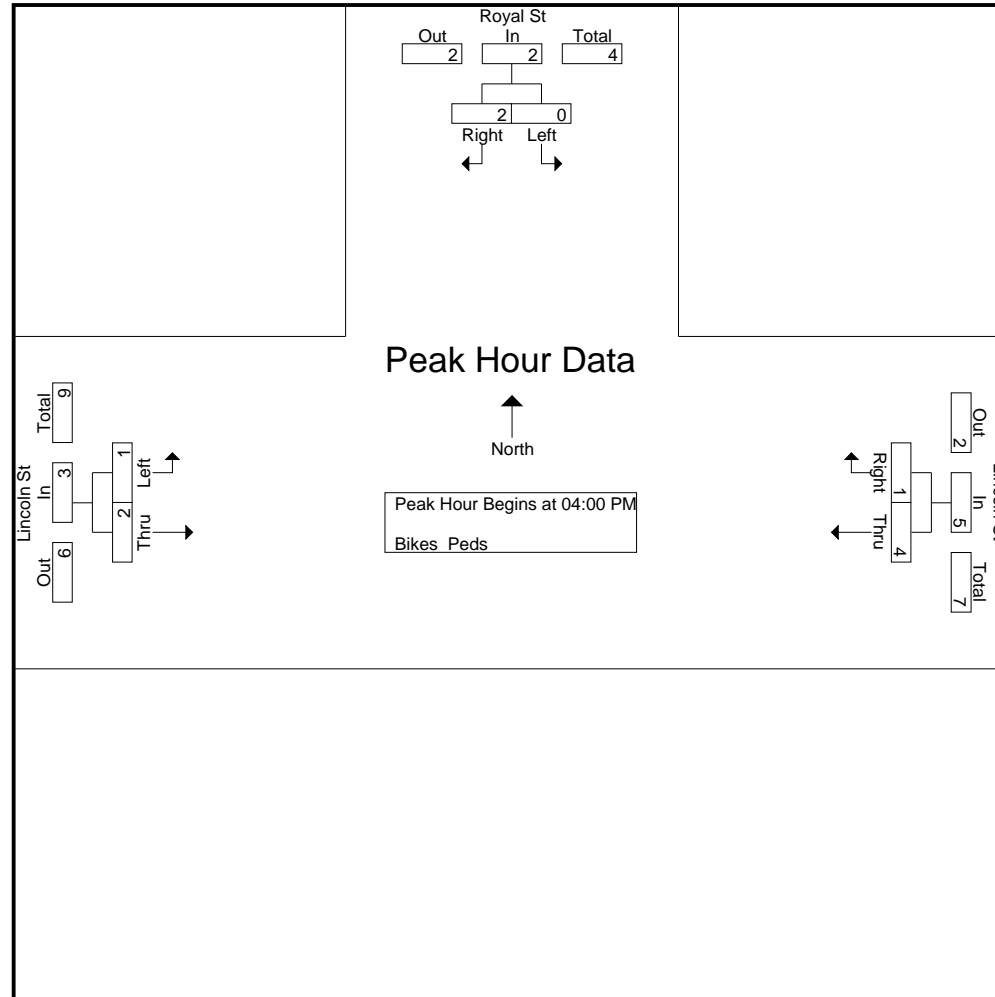 Royal St
Out In Total
2 2 4
2 0
Right Left
Peak Hour Data
North
Peak Hour Begins at 04:00 PM
Bikes Peds
Lincoln St
Total In Out
9 3 6
1 2
Left Thru
Out In Total
2 5 7
1 4
Right Thru